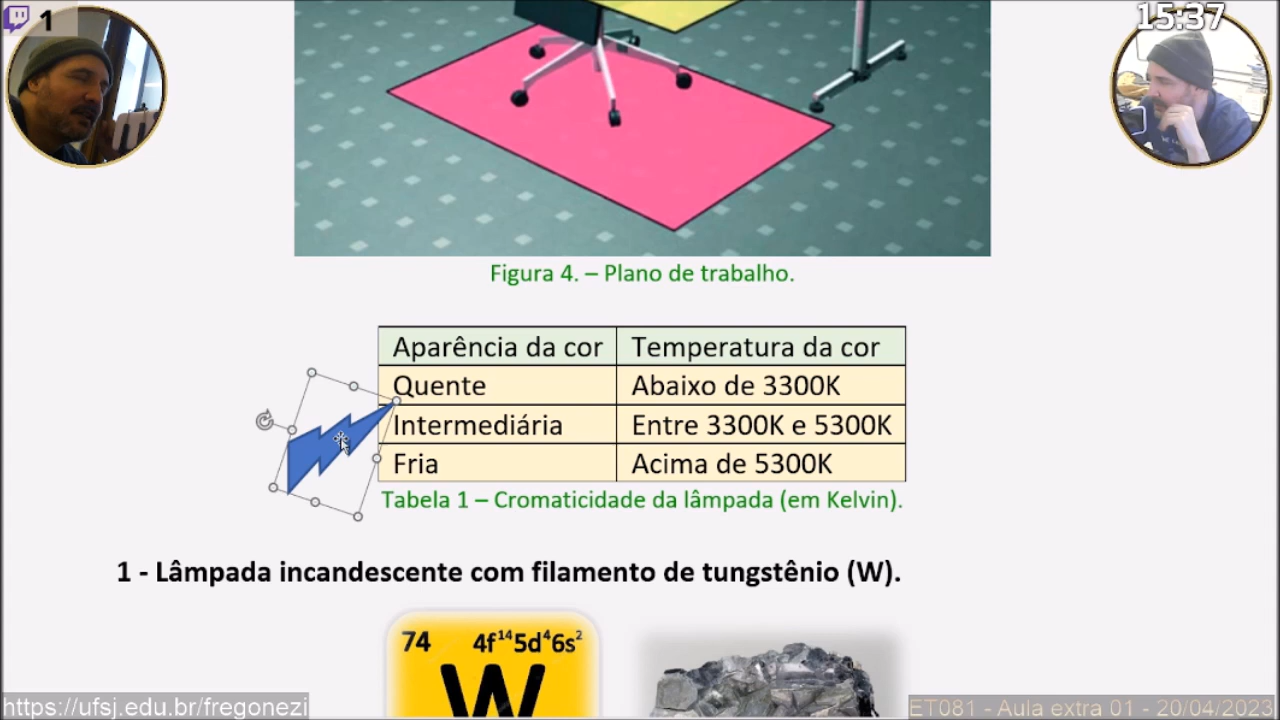 1
15:37
Figura 4. – Plano de trabalho.
Aparência da cor Temperatura da cor
Quente Abaixo de 3300K
Intermediária Entre 3300K e 5300K
Fria Acima de 5300K
Tabela 1 – Cromaticidade da lâmpada (em Kelvin).
1 - Lâmpada incandescente com filamento de tungstênio (W).
74 4f¹⁴5d⁴6s²
W
https://ufsj.edu.br/fregonezi
ET081 - Aula extra 01 - 20/04/2023